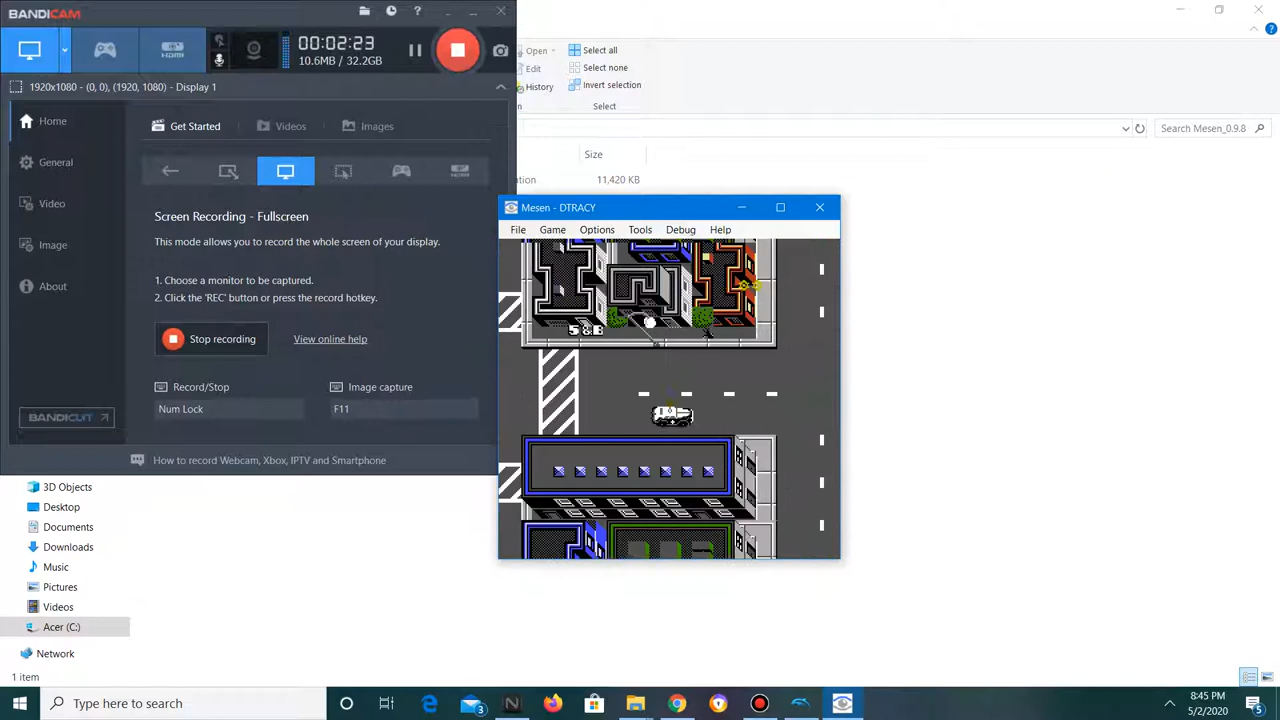 BANDICAM
00:02:23
10.6MB / 32.2GB
1920x1080 - (0, 0), (1920, 1080) - Display 1
Home
General
Video
Image
About
Get Started
Videos
Images
Screen Recording - Fullscreen
This mode allows you to record the whole screen of your display.
1. Choose a monitor to be captured.
2. Click the 'REC' button or press the record hotkey.
Stop recording
View online help
Record/Stop
Image capture
Num Lock
F11
BANDICUT
How to record Webcam, Xbox, IPTV and Smartphone
Open
Edit
History
Select all
Select none
Invert selection
Select
Search Mesen_0.9.8
Size
11,420 KB
Mesen - DTRACY
File Game Options Tools Debug Help
3D Objects
Desktop
Documents
Downloads
Music
Pictures
Videos
Acer (C:)
Network
1 item
Type here to search
3
8:45 PM
5/2/2020
5